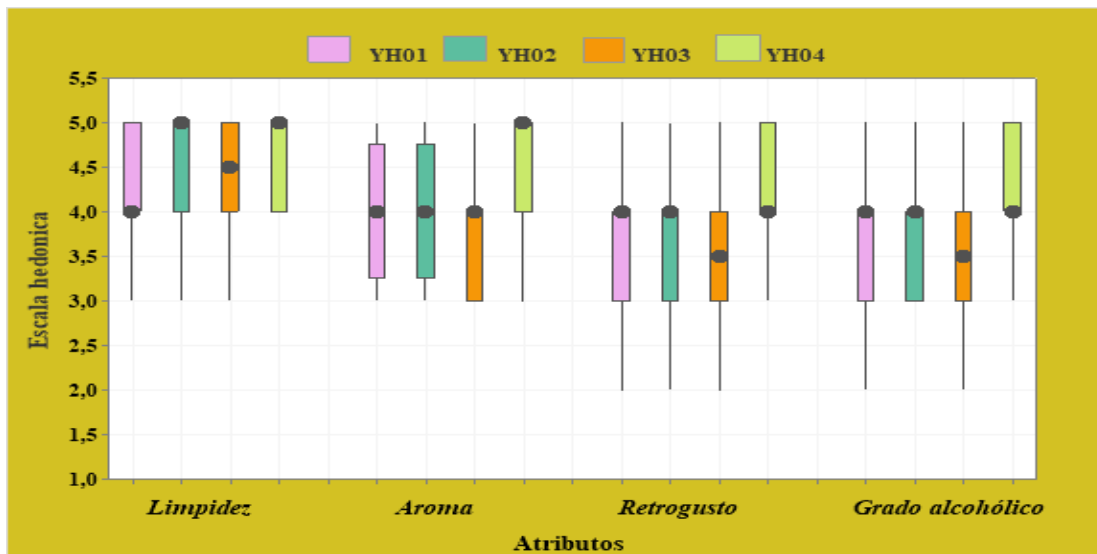 YH01 YH02 YH03 YH04
5,5
5,0
4,5
4,0
3,5
3,0
2,5
2,0
1,5
1,0
Escala hedonica
Limpidez Aroma Retrogusto Grado alcohólico
Atributos